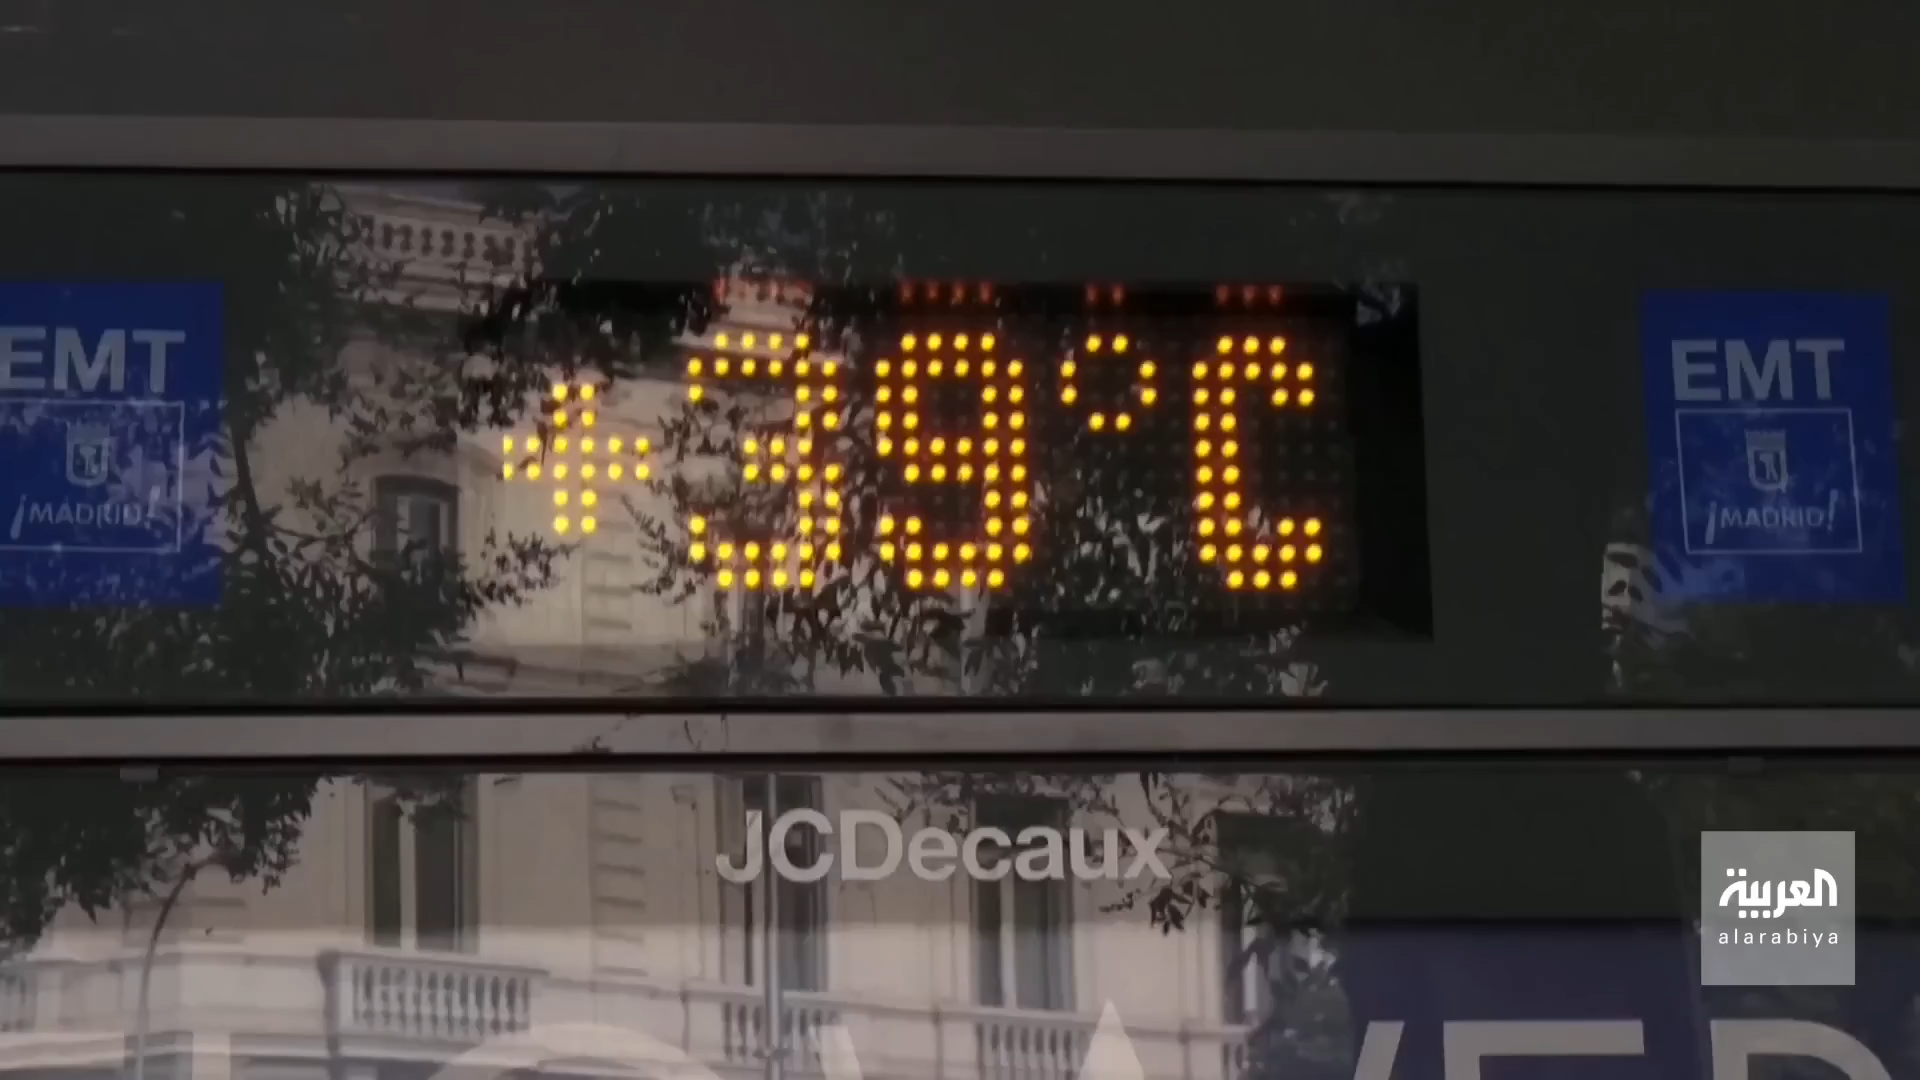 +39°C
EMT
¡MADRID!
EMT
¡MADRID!
JCDecaux
العربية
alarabiya